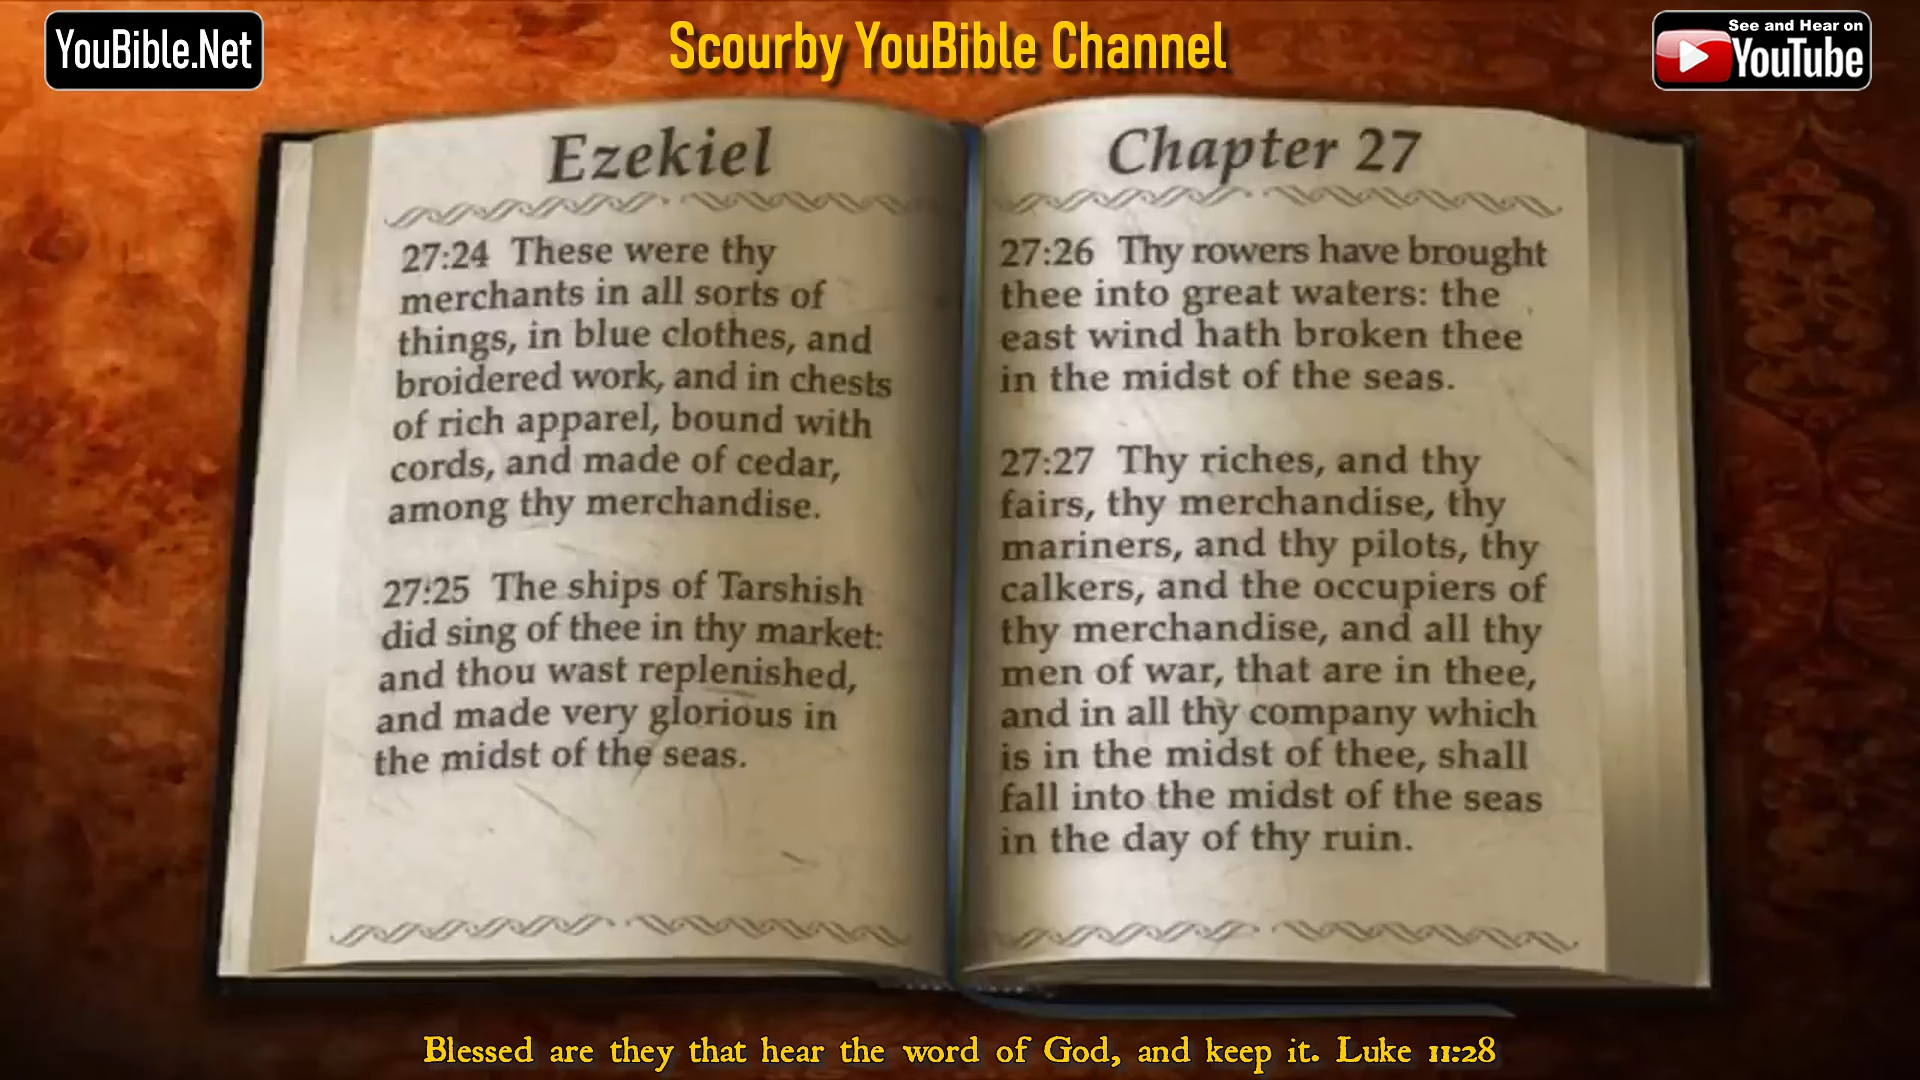 YouBible.Net
Scourby YouBible Channel
See and Hear on
YouTube
Ezekiel
27:24 These were thy
merchants in all sorts of
things, in blue clothes, and
broidered work, and in chests
of rich apparel, bound with
cords, and made of cedar,
among thy merchandise.
27:25 The ships of Tarshish
did sing of thee in thy market:
and thou wast replenished,
and made very glorious in
the midst of the seas.
Chapter 27
27:26 Thy rowers have brought
thee into great waters: the
east wind hath broken thee
in the midst of the seas.
27:27 Thy riches, and thy
fairs, thy merchandise, thy
mariners, and thy pilots, thy
calkers, and the occupiers of
thy merchandise, and all thy
men of war, that are in thee,
and in all thy company which
is in the midst of thee, shall
fall into the midst of the seas
in the day of thy ruin.
Blessed are they that hear the word of God, and keep it. Luke 11:28